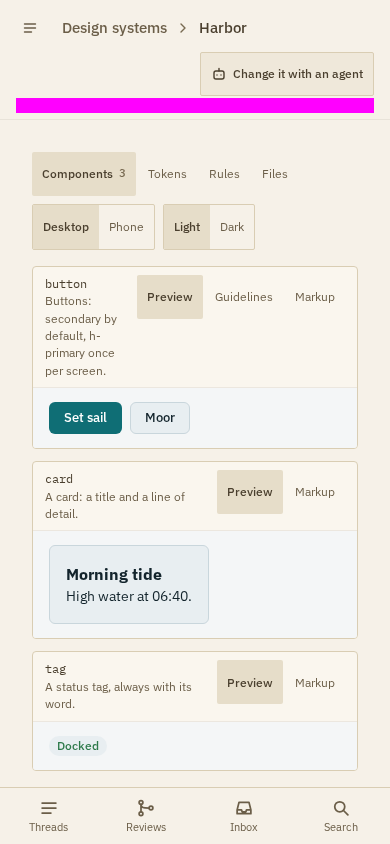 Design systems > Harbor
Change it with an agent
Components 3 Tokens Rules Files
Desktop Phone Light Dark
button
Buttons:
secondary by
default, h-
primary once
per screen.
Preview Guidelines Markup
Set sail Moor
card
A card: a title and a line of
detail.
Preview Markup
Morning tide
High water at 06:40.
tag
A status tag, always with its
word.
Preview Markup
Docked
Threads Reviews Inbox Search